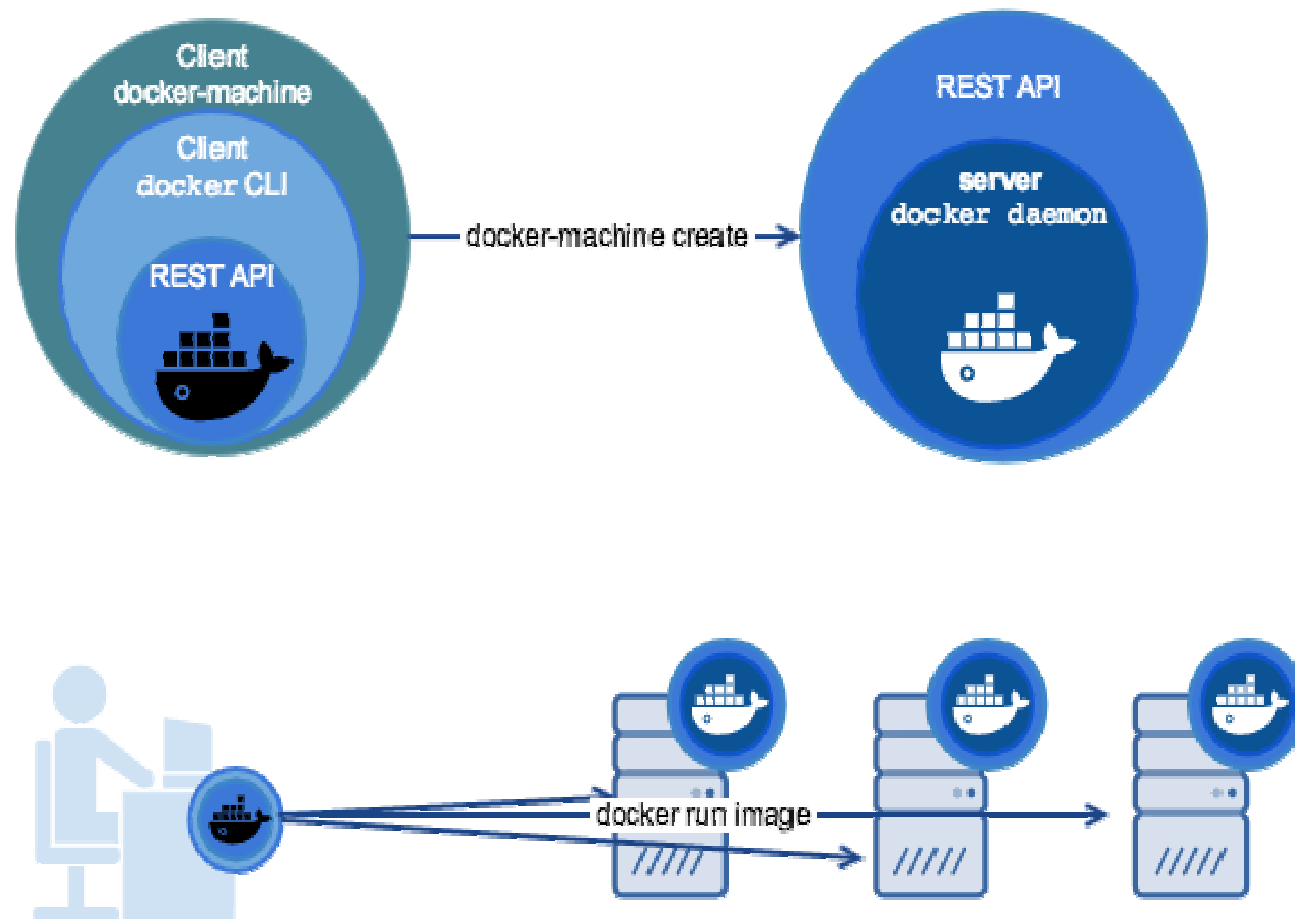 Client
docker-machine
Client
docker CLI
REST API
docker-machine create
REST API
server
docker daemon
docker run image